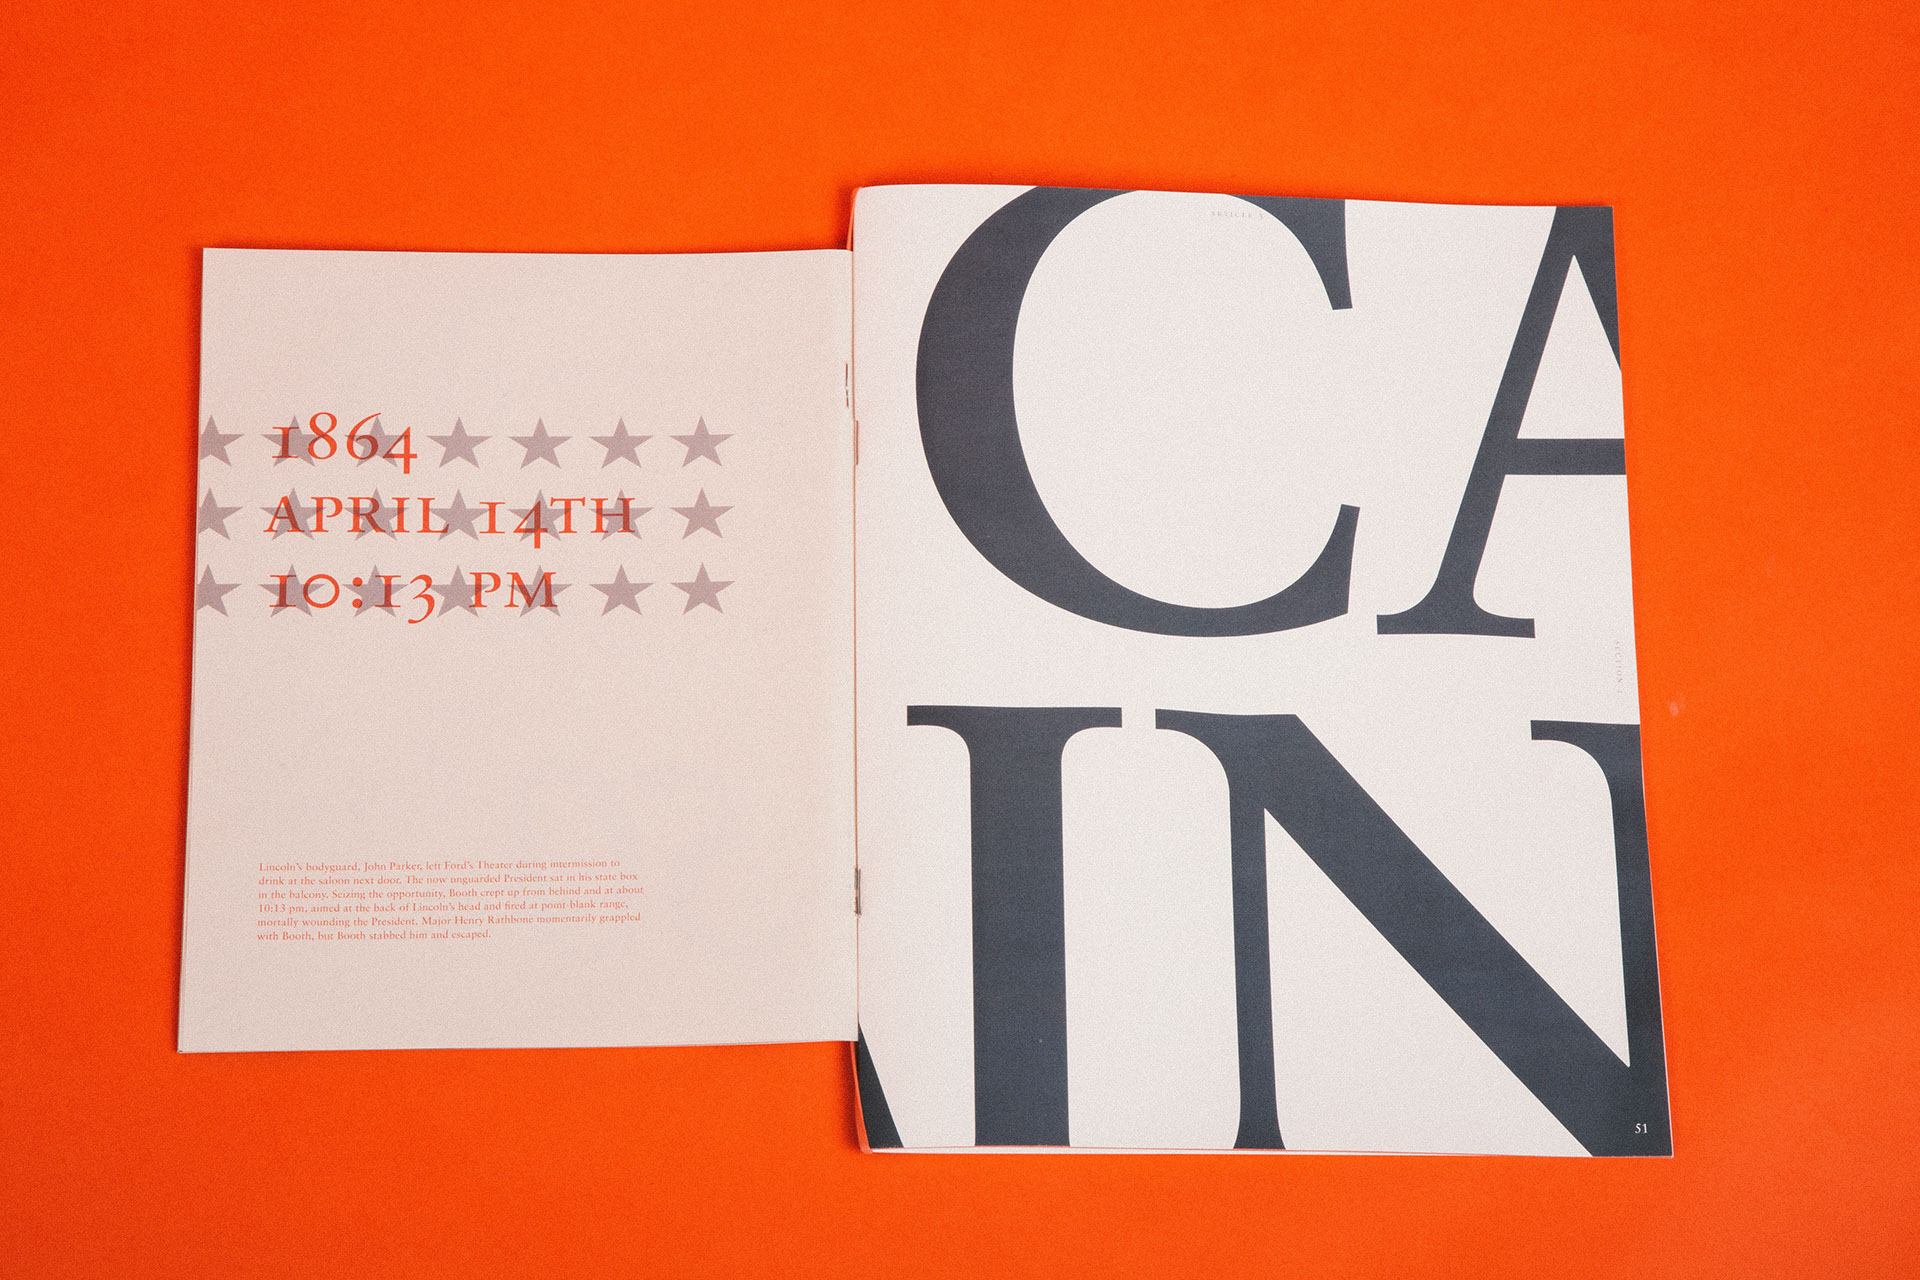 1864
APRIL 14TH
10:13 PM
Lincoln's bodyguard, John Parker, left Ford's Theater during intermission to
drink at the saloon next door. The now unguarded President sat in his state box
in the balcony. Seizing the opportunity, Booth crept up from behind and at about
10:13 pm, aimed at the back of Lincoln's head and fired at point-blank range,
mortally wounding the President. Major Henry Rathbone momentarily grappled
with Booth, but Booth stabbed him and escaped.
ARTICLE
CA
IN
SECTION
51